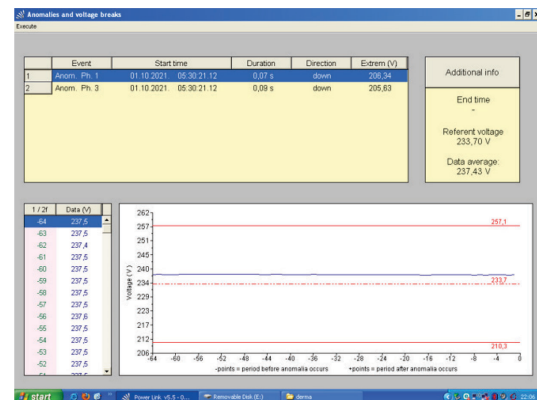 Anomalies and voltage breaks
Execute
Event Start time Duration Direction Extrem (V)
1 Anom. Ph. 1 01.10.2021. 05:30:21.12 0,07 s down 206,34
2 Anom. Ph. 3 01.10.2021. 05:30:21.12 0,09 s down 205,63
Additional info
End time
-
Referent voltage
233,70 V
Data average:
237,43 V
1 / 2f Data (V)
-64 237,5
-63 237,5
-62 237,4
-61 237,5
-60 237,5
-59 237,5
-58 237,5
-57 237,5
-56 237,6
-55 237,5
-54 237,5
-53 237,5
-52 237,5
Voltage (V)
262
257
251
245
240
234
229
223
217
212
206
257,1
233,7
210,3
-64 -60 -56 -52 -48 -44 -40 -36 -32 -28 -24 -20 -16 -12 -8 -4 0
-points = period before anomalia occurs +points = period after anomalia occurs
start
Power Link v5.5 - 0...
Removable Disk (E:)
derma
22:06